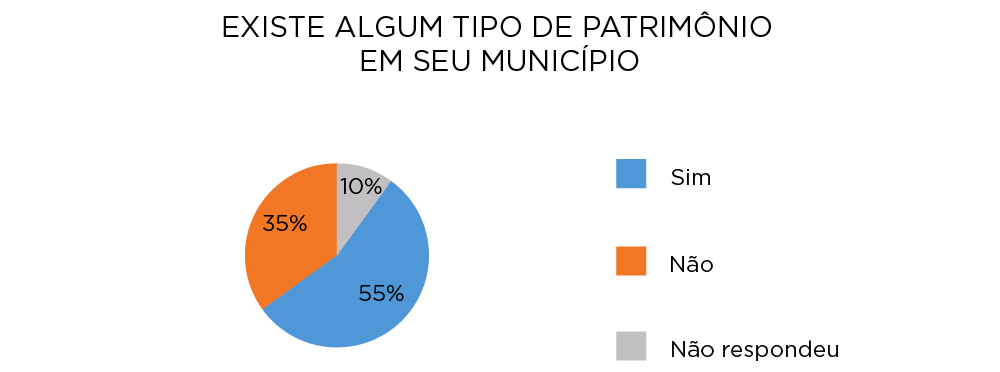 EXISTE ALGUM TIPO DE PATRIMÔNIO
EM SEU MUNICÍPIO
10%
35%
55%
Sim
Não
Não respondeu